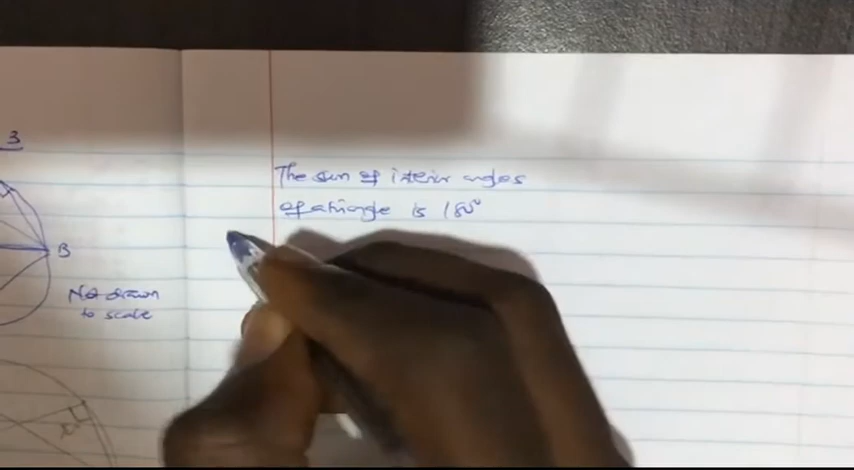 3
The sum of interior angles
of a triangle is 180°
B
Not drawn
to scale
x